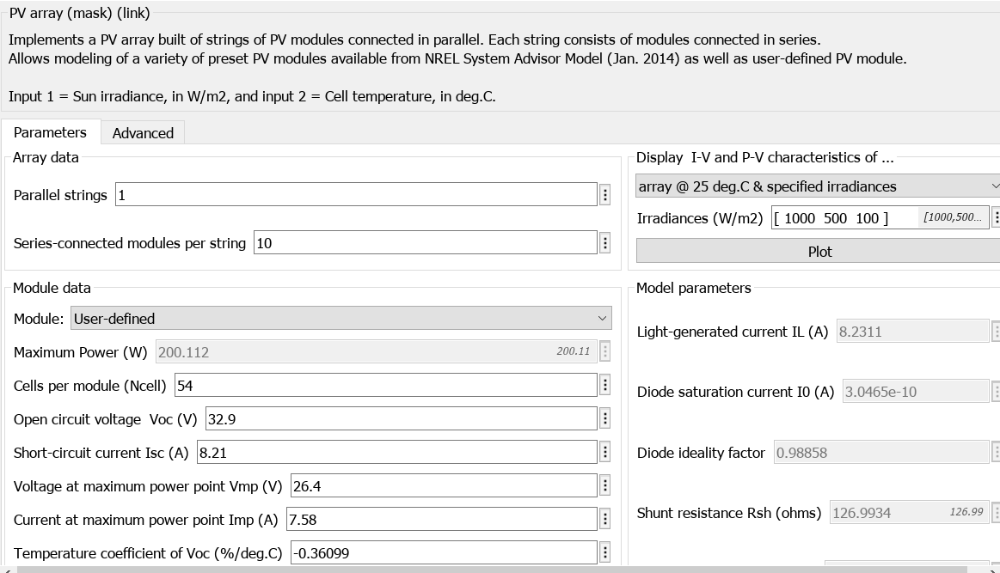 PV array (mask) (link)
Implements a PV array built of strings of PV modules connected in parallel. Each string consists of modules connected in series.
Allows modeling of a variety of preset PV modules available from NREL System Advisor Model (Jan. 2014) as well as user-defined PV module.
Input 1 = Sun irradiance, in W/m2, and input 2 = Cell temperature, in deg.C.
Parameters Advanced
Array data
Parallel strings 1
Series-connected modules per string 10
Display I-V and P-V characteristics of ...
array @ 25 deg.C & specified irradiances
Irradiances (W/m2) [ 1000 500 100 ] [1000,500...
Plot
Module data
Module: User-defined
Maximum Power (W) 200.112 200.11
Cells per module (Ncell) 54
Open circuit voltage Voc (V) 32.9
Short-circuit current Isc (A) 8.21
Voltage at maximum power point Vmp (V) 26.4
Current at maximum power point Imp (A) 7.58
Temperature coefficient of Voc (%/deg.C) -0.36099
Model parameters
Light-generated current IL (A) 8.2311
Diode saturation current I0 (A) 3.0465e-10
Diode ideality factor 0.98858
Shunt resistance Rsh (ohms) 126.9934 126.99